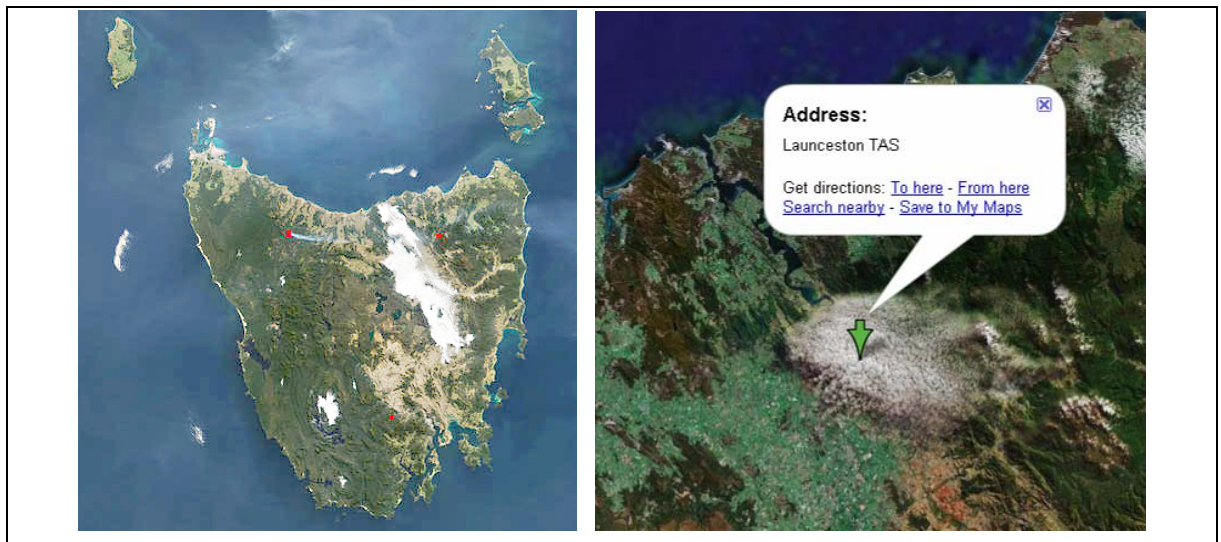 Address:
Launceston TAS
Get directions: To here - From here
Search nearby - Save to My Maps